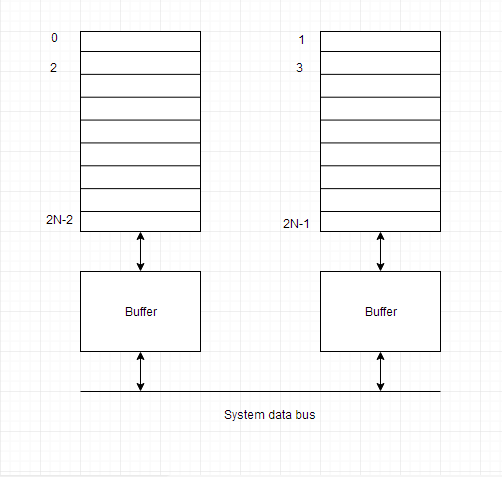 0
1
2
3
2N-2
2N-1
Buffer
Buffer
System data bus